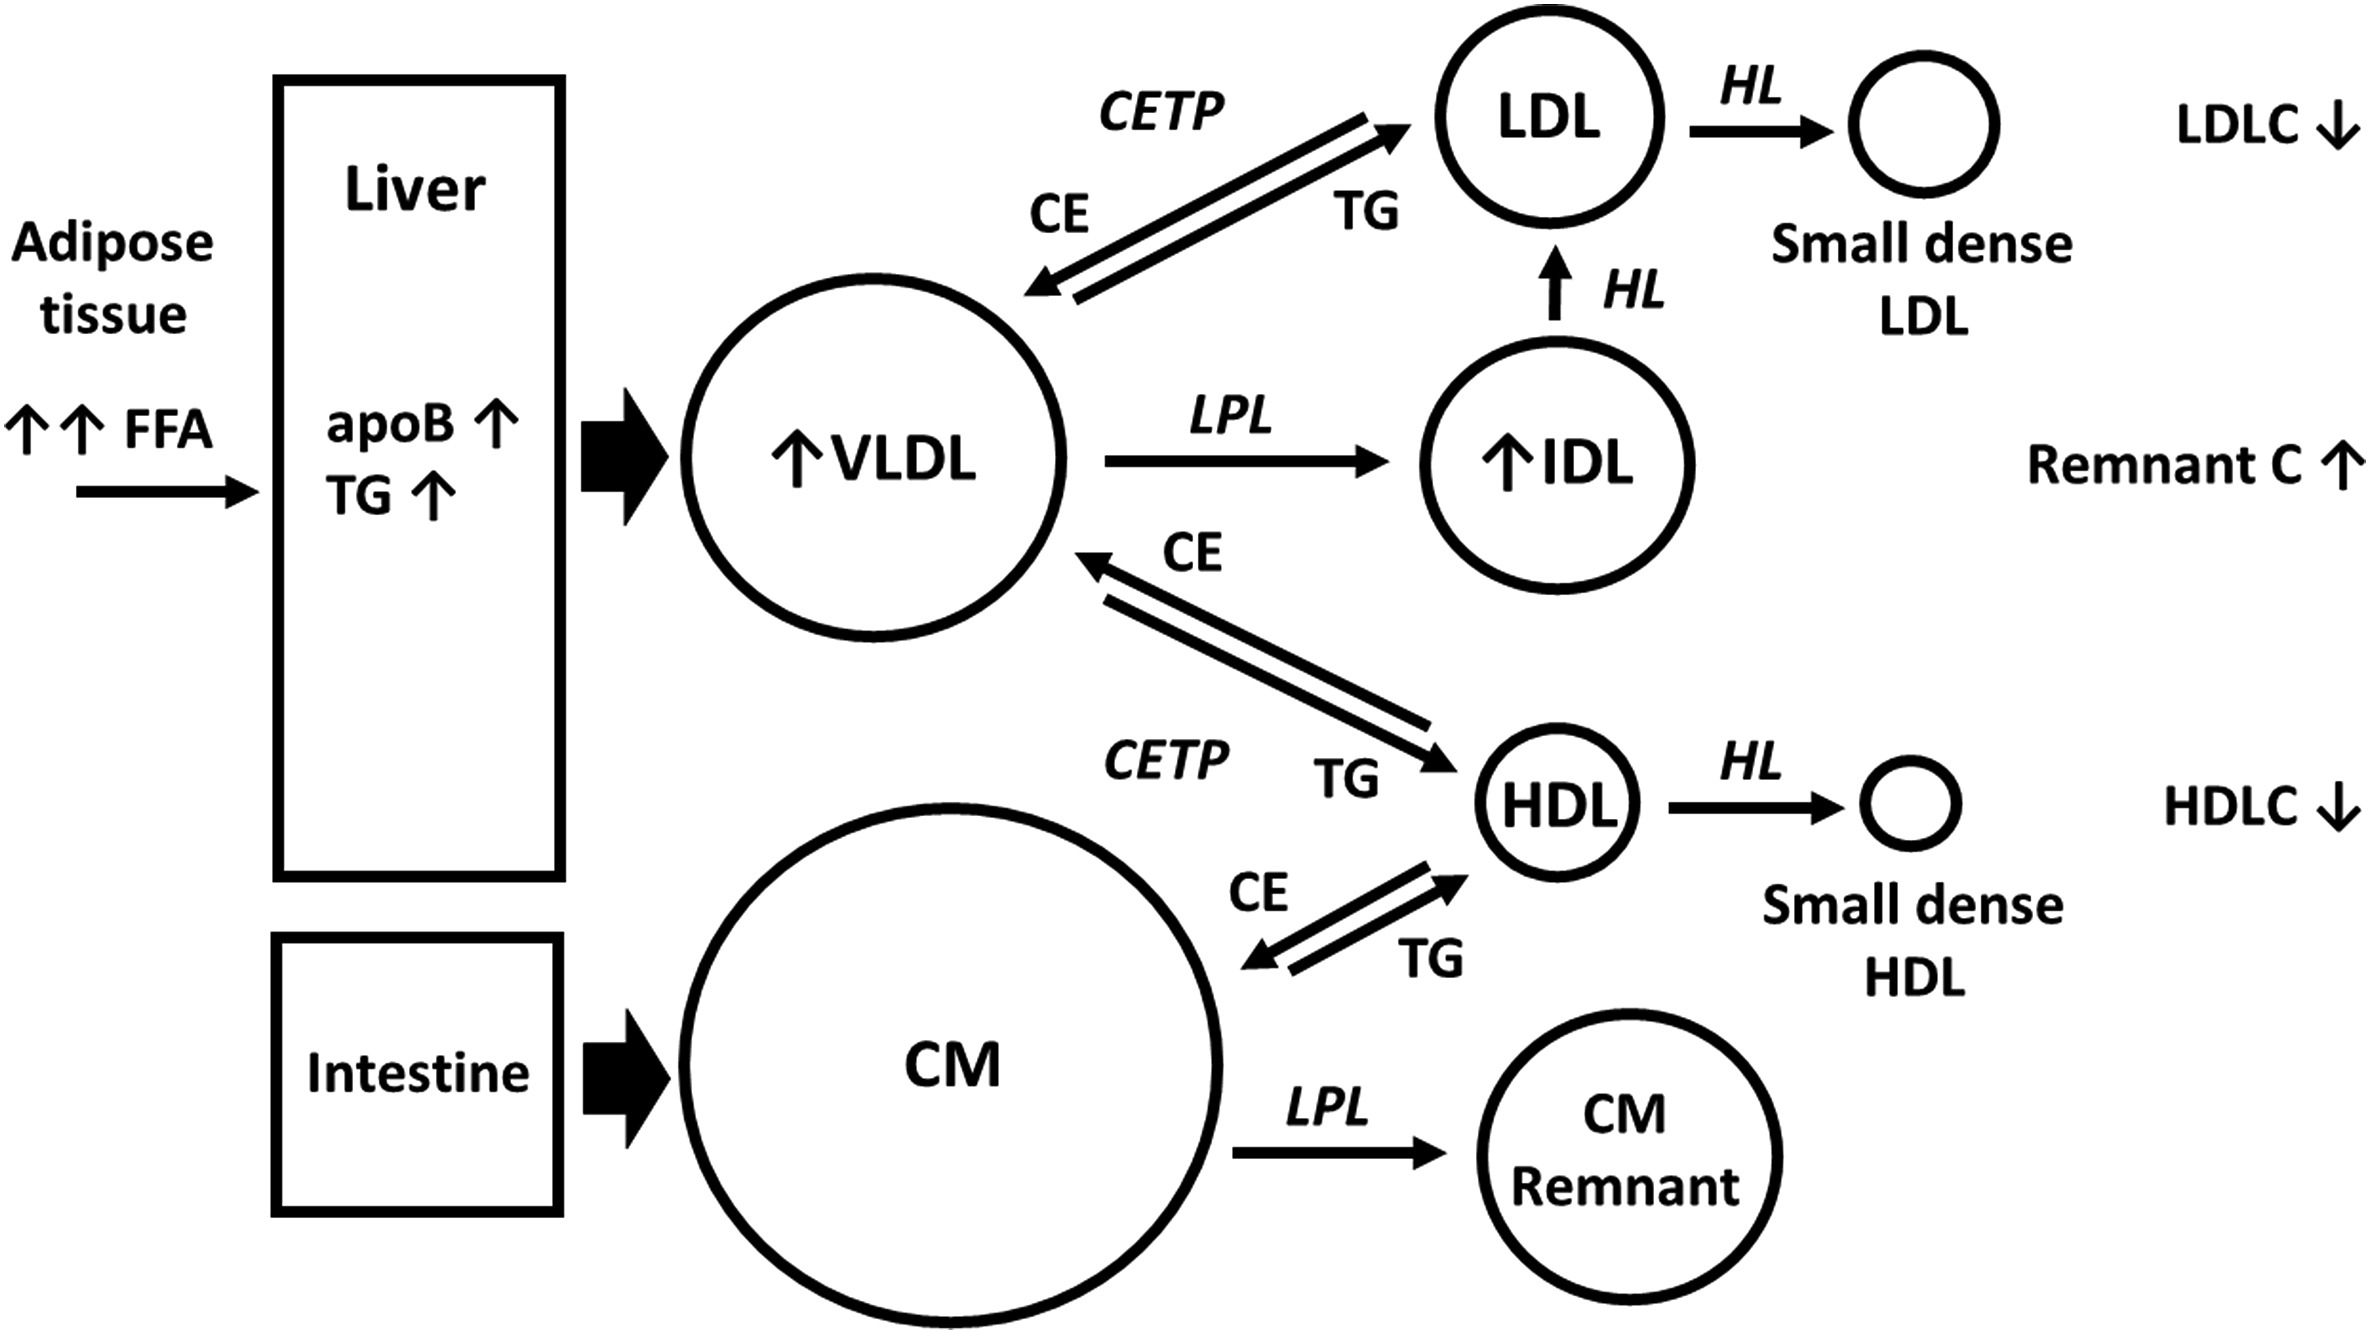 Adipose
tissue
↑↑ FFA
Liver
apoB ↑
TG ↑
Intestine
↑VLDL
CM
CETP
CE
TG
LDL
HL
Small dense
LDL
LDLC ↓
HL
LPL
↑IDL
Remnant C ↑
CE
CETP
TG
HDL
HL
Small dense
HDL
HDLC ↓
CE
TG
LPL
CM
Remnant